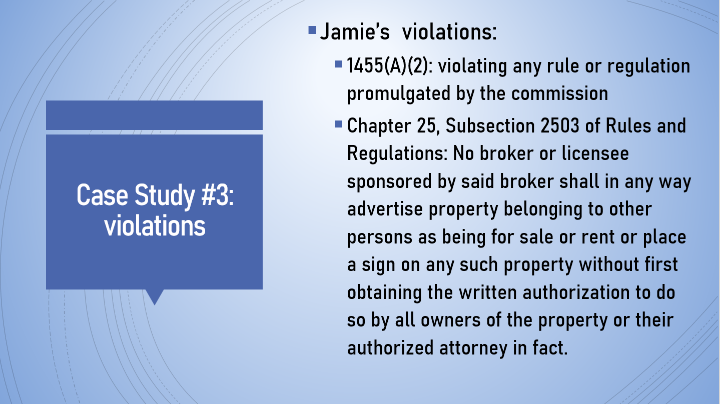 Case Study #3:
violations
Jamie's violations:
1455(A)(2): violating any rule or regulation
promulgated by the commission
Chapter 25, Subsection 2503 of Rules and
Regulations: No broker or licensee
sponsored by said broker shall in any way
advertise property belonging to other
persons as being for sale or rent or place
a sign on any such property without first
obtaining the written authorization to do
so by all owners of the property or their
authorized attorney in fact.